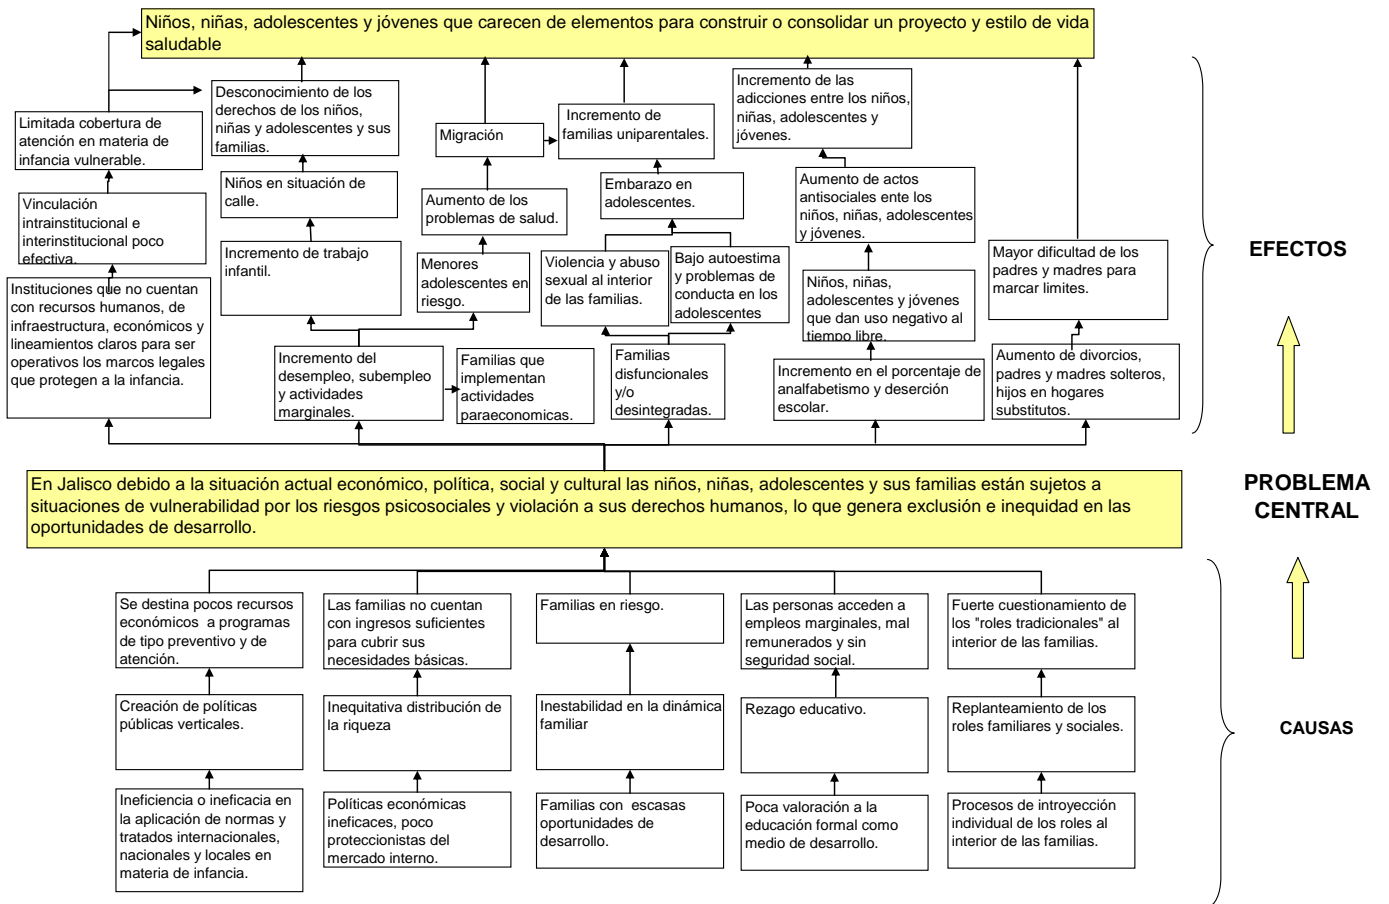 Niños, niñas, adolescentes y jóvenes que carecen de elementos para construir o consolidar un proyecto y estilo de vida
saludable
Limitada cobertura de
atención en materia de
infancia vulnerable.
Desconocimiento de los
derechos de los niños,
niñas y adolescentes y sus
familias.
Migración
Incremento de
familias uniparentales.
Incremento de las
adicciones entre los niños,
niñas, adolescentes y
jóvenes.
Vinculación
intrainstitucional e
interinstitucional poco
efectiva.
Niños en situación de
calle.
Aumento de los
problemas de salud.
Embarazo en
adolescentes.
Aumento de actos
antisociales ente los
niños, niñas, adolescentes
y jóvenes.
Instituciones que no cuentan
con recursos humanos, de
infraestructura, económicos y
lineamientos claros para ser
operativos los marcos legales
que protegen a la infancia.
Incremento de trabajo
infantil.
Menores
adolescentes en
riesgo.
Violencia y abuso
sexual al interior
de las familias.
Bajo autoestima
y problemas de
conducta en los
adolescentes
Niños, niñas,
adolescentes y jóvenes
que dan uso negativo al
tiempo libre.
Mayor dificultad de los
padres y madres para
marcar limites.
Incremento del
desempleo, subempleo
y actividades
marginales.
Familias que
implementan
actividades
paraeconomicas.
Familias
disfuncionales
y/o
desintegradas.
Incremento en el porcentaje de
analfabetismo y deserción
escolar.
Aumento de divorcios,
padres y madres solteros,
hijos en hogares
substitutos.
EFECTOS
En Jalisco debido a la situación actual económico, política, social y cultural las niños, niñas, adolescentes y sus familias están sujetos a
situaciones de vulnerabilidad por los riesgos psicosociales y violación a sus derechos humanos, lo que genera exclusión e inequidad en las
oportunidades de desarrollo.
PROBLEMA
CENTRAL
Se destina pocos recursos
económicos a programas
de tipo preventivo y de
atención.
Las familias no cuentan
con ingresos suficientes
para cubrir sus
necesidades básicas.
Familias en riesgo.
Las personas acceden a
empleos marginales, mal
remunerados y sin
seguridad social.
Fuerte cuestionamiento de
los "roles tradicionales" al
interior de las familias.
Creación de políticas
públicas verticales.
Inequitativa distribución de
la riqueza
Inestabilidad en la dinámica
familiar
Rezago educativo.
Replanteamiento de los
roles familiares y sociales.
CAUSAS
Ineficiencia o ineficacia en
la aplicación de normas y
tratados internacionales,
nacionales y locales en
materia de infancia.
Políticas económicas
ineficaces, poco
proteccionistas del
mercado interno.
Familias con escasas
oportunidades de
desarrollo.
Poca valoración a la
educación formal como
medio de desarrollo.
Procesos de introyección
individual de los roles al
interior de las familias.